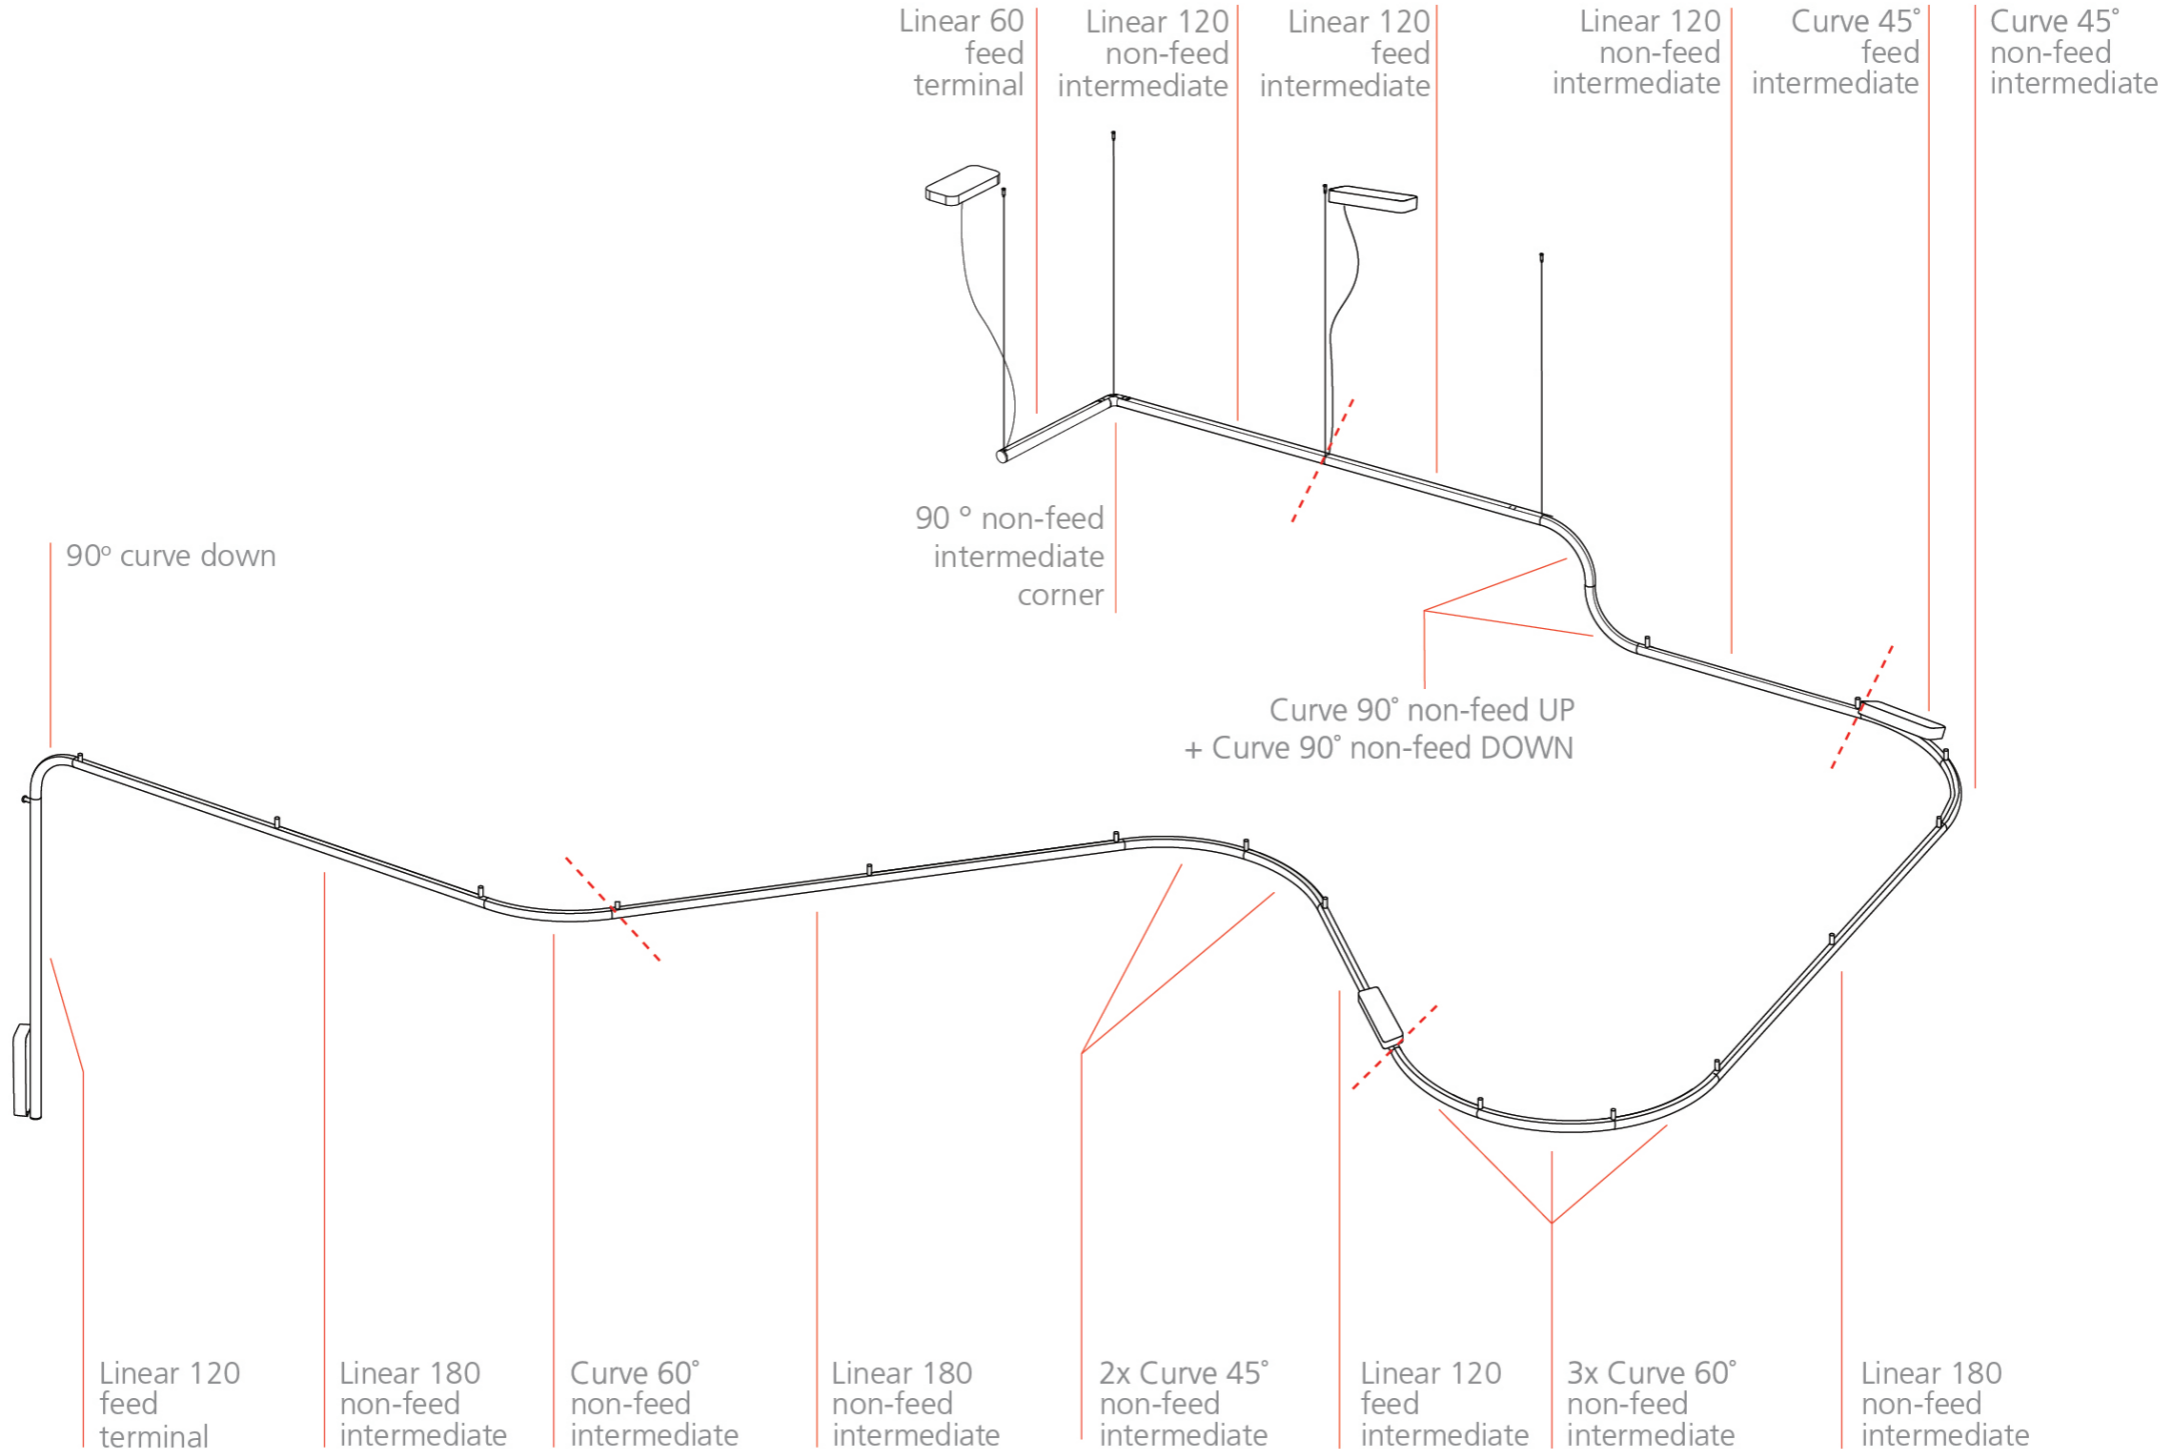 Linear 60
feed
terminal
Linear 120
non-feed
intermediate
Linear 120
feed
intermediate
Linear 120
non-feed
intermediate
Curve 45°
feed
intermediate
Curve 45°
non-feed
intermediate
90 ° non-feed
intermediate
corner
90º curve down
Curve 90° non-feed UP
+ Curve 90° non-feed DOWN
Linear 120
feed
terminal
Linear 180
non-feed
intermediate
Curve 60°
non-feed
intermediate
Linear 180
non-feed
intermediate
2x Curve 45°
non-feed
intermediate
Linear 120
feed
intermediate
3x Curve 60°
non-feed
intermediate
Linear 180
non-feed
intermediate